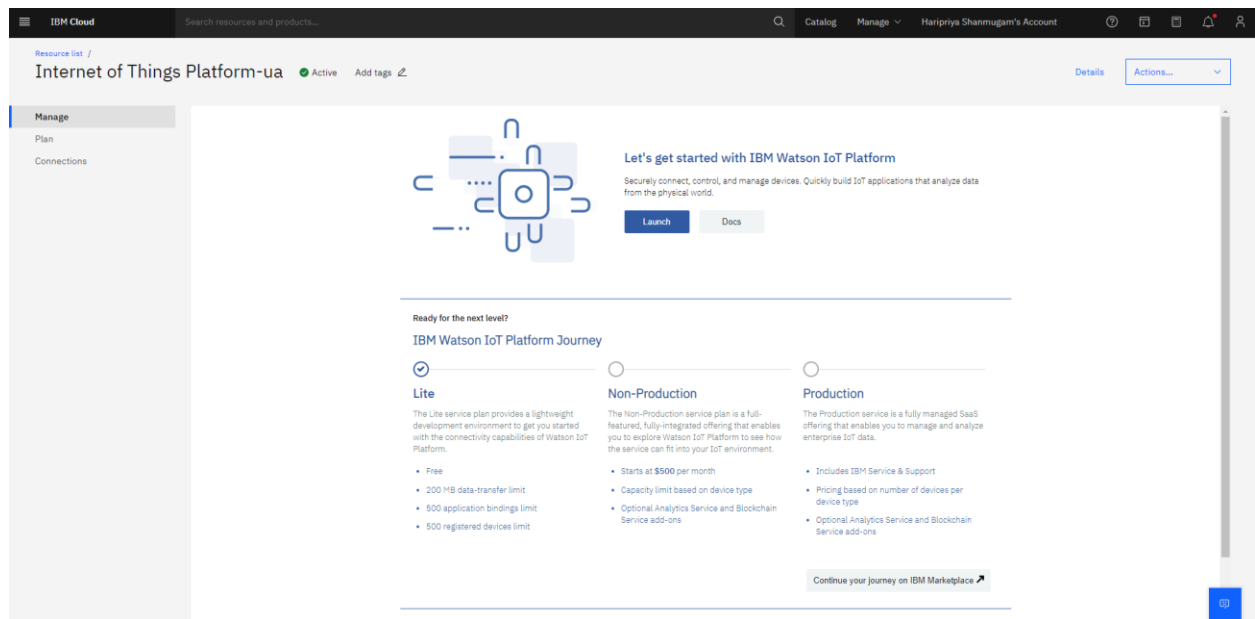 IBM Cloud
Search resources and products...
Catalog
Manage
Haripriya Shanmugam's Account
Resource list /
Internet of Things Platform-ua
Active
Add tags
Details
Actions...
Manage
Plan
Connections
Let's get started with IBM Watson IoT Platform
Securely connect, control, and manage devices. Quickly build IoT applications that analyze data
from the physical world.
Launch
Docs
Ready for the next level?
IBM Watson IoT Platform Journey
Lite
The Lite service plan provides a lightweight
development environment to get you started
with the connectivity capabilities of Watson IoT
Platform.
• Free
• 200 MB data-transfer limit
• 500 application bindings limit
• 500 registered devices limit
Non-Production
The Non-Production service plan is a full-
featured, fully-integrated offering that enables
you to explore Watson IoT Platform to see how
the service can fit into your IoT environment.
• Starts at $500 per month
• Capacity limit based on device type
• Optional Analytics Service and Blockchain
Service add-ons
Production
The Production service is a fully managed SaaS
offering that enables you to manage and analyze
enterprise IoT data.
• Includes IBM Service & Support
• Pricing based on number of devices per
device type
• Optional Analytics Service and Blockchain
Service add-ons
Continue your journey on IBM Marketplace